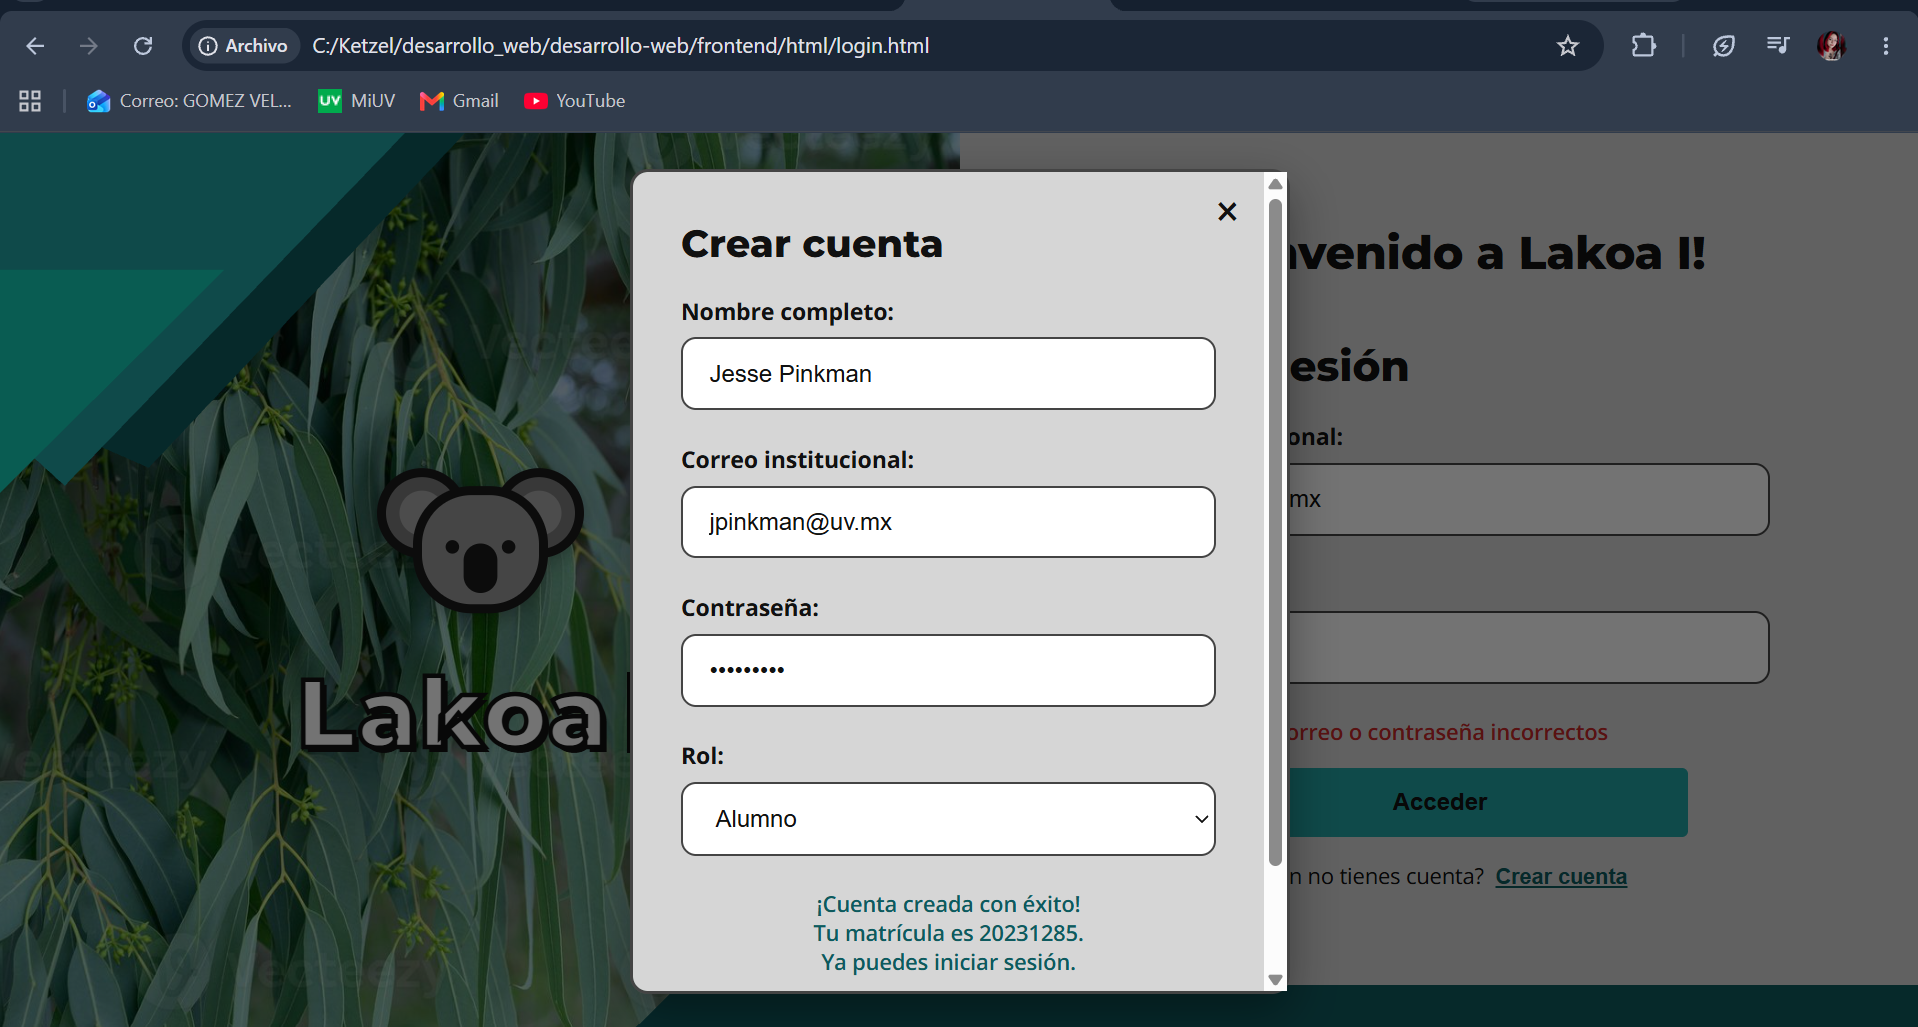 Archivo
C:/Ketzel/desarrollo_web/desarrollo-web/frontend/html/login.html
Correo: GOMEZ VEL...
UV MiUV
Gmail
YouTube
Crear cuenta
Nombre completo:
Jesse Pinkman
Correo institucional:
jpinkman@uv.mx
Contraseña:
•••••••••
Rol:
Alumno
¡Cuenta creada con éxito!
Tu matrícula es 20231285.
Ya puedes iniciar sesión.
Lakoa
nvenido a Lakoa I!
esión
onal:
mx
orreo o contraseña incorrectos
Acceder
n no tienes cuenta? Crear cuenta